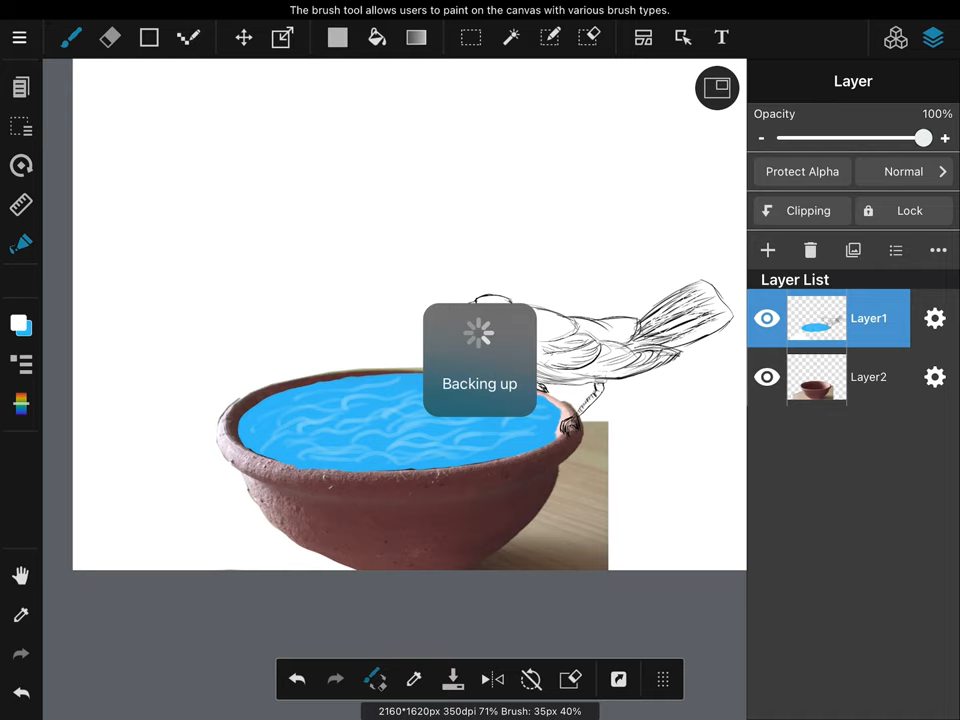 The brush tool allows users to paint on the canvas with various brush types.
T
Layer
Opacity 100%
- +
Protect Alpha Normal
Clipping Lock
Layer List
Layer1
Layer2
Backing up
2160*1620px 350dpi 71% Brush: 35px 40%